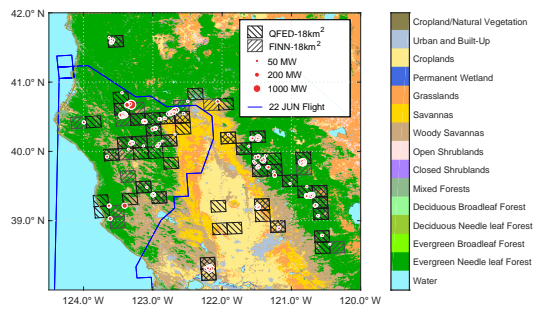 42.0° N
41.0° N
40.0° N
39.0° N
124.0° W
123.0° W
122.0° W
121.0° W
120.0° W
QFED-18km²
FINN-18km²
50 MW
200 MW
1000 MW
22 JUN Flight
Cropland/Natural Vegetation
Urban and Built-Up
Croplands
Permanent Wetland
Grasslands
Savannas
Woody Savannas
Open Shrublands
Closed Shrublands
Mixed Forests
Deciduous Broadleaf Forest
Deciduous Needle leaf Forest
Evergreen Broadleaf Forest
Evergreen Needle leaf Forest
Water